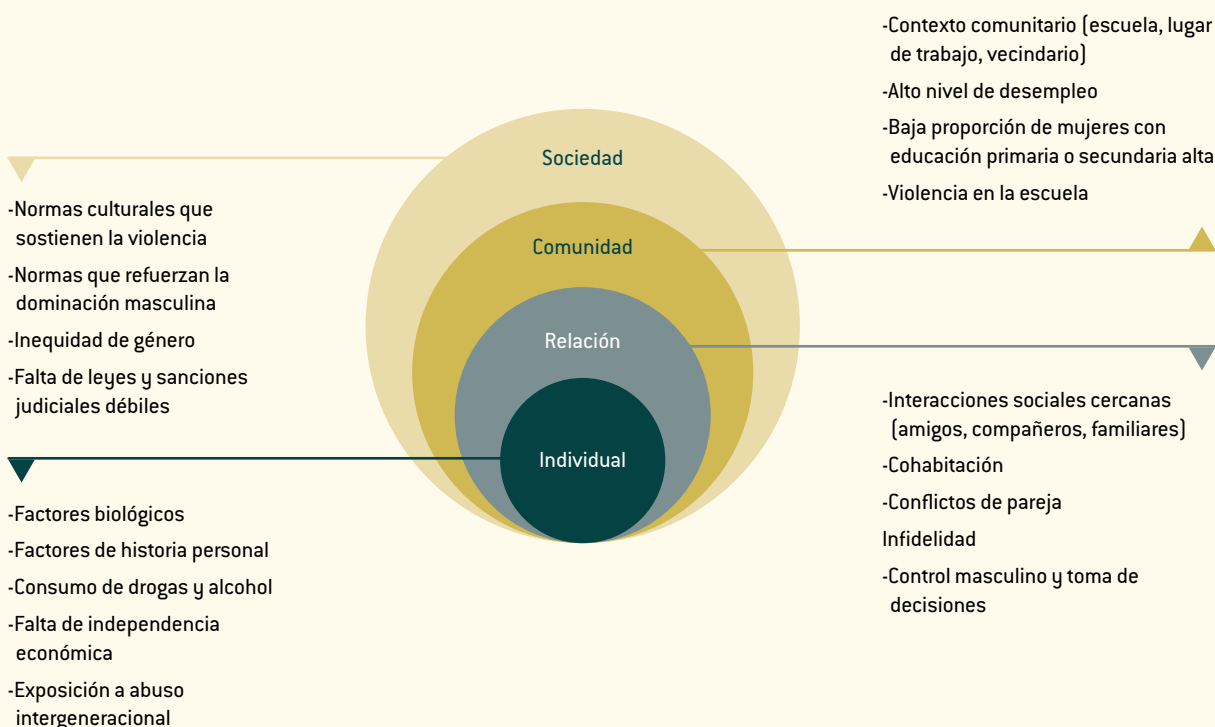 -Contexto comunitario (escuela, lugar
de trabajo, vecindario)
-Alto nivel de desempleo
-Baja proporción de mujeres con
educación primaria o secundaria alta
-Violencia en la escuela
Sociedad
Comunidad
Relación
Individual
-Normas culturales que
sostienen la violencia
-Normas que refuerzan la
dominación masculina
-Inequidad de género
-Falta de leyes y sanciones
judiciales débiles
-Interacciones sociales cercanas
(amigos, compañeros, familiares)
-Cohabitación
-Conflictos de pareja
Infidelidad
-Control masculino y toma de
decisiones
-Factores biológicos
-Factores de historia personal
-Consumo de drogas y alcohol
-Falta de independencia
económica
-Exposición a abuso
intergeneracional